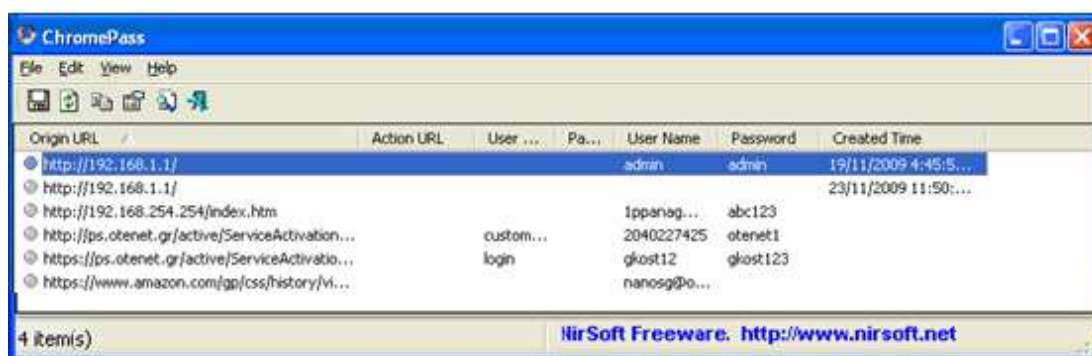 ChromePass
File Edit View Help
Origin URL / Action URL User ... Pa... User Name Password Created Time
http://192.168.1.1/ admin admin 19/11/2009 4:45:5...
http://192.168.1.1/ 23/11/2009 11:50:...
http://192.168.254.254/index.htm 1ppanag... abc123
http://ps.otenet.gr/active/ServiceActivation... custom... 2040227425 otenet1
https://ps.otenet.gr/active/ServiceActivatio... login gkost12 gkost123
https://www.amazon.com/gp/css/history/vi... nanosg@o...
4 item(s) NirSoft Freeware. http://www.nirsoft.net